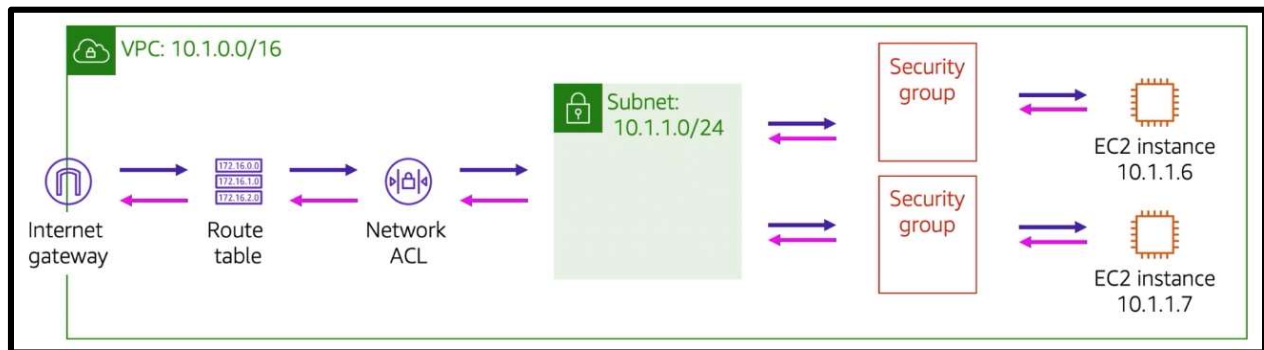 VPC: 10.1.0.0/16
Internet
gateway
172.16.0.0
172.16.1.0
172.16.2.0
Route
table
Network
ACL
Subnet:
10.1.1.0/24
Security
group
EC2 instance
10.1.1.6
Security
group
EC2 instance
10.1.1.7